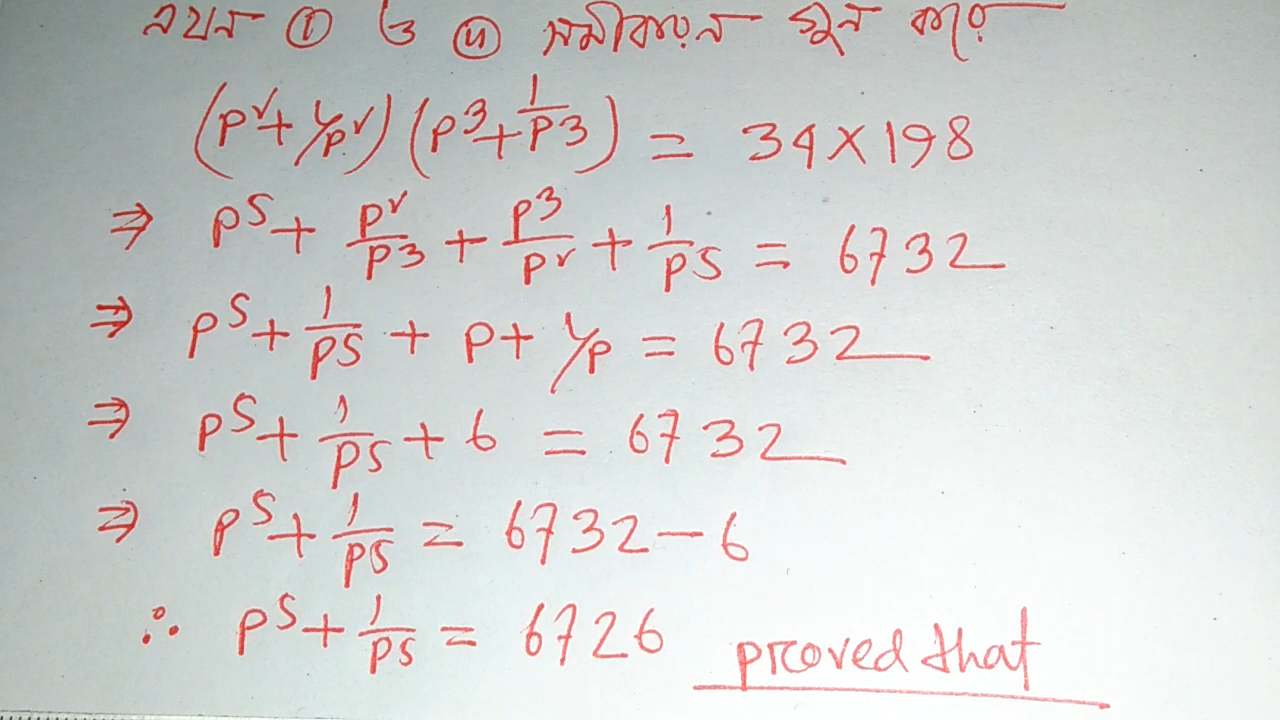 এখন ① ও ⑪ সমীকরন গুন করে
(p² + 1/p²) (p³ + 1/p³) = 34 × 198
⇒ p⁵ + p²/p³ + p³/p² + 1/p⁵ = 6732
⇒ p⁵ + 1/p⁵ + p + 1/p = 6732
⇒ p⁵ + 1/p⁵ + 6 = 6732
⇒ p⁵ + 1/p⁵ = 6732 - 6
∴ p⁵ + 1/p⁵ = 6726 proved that